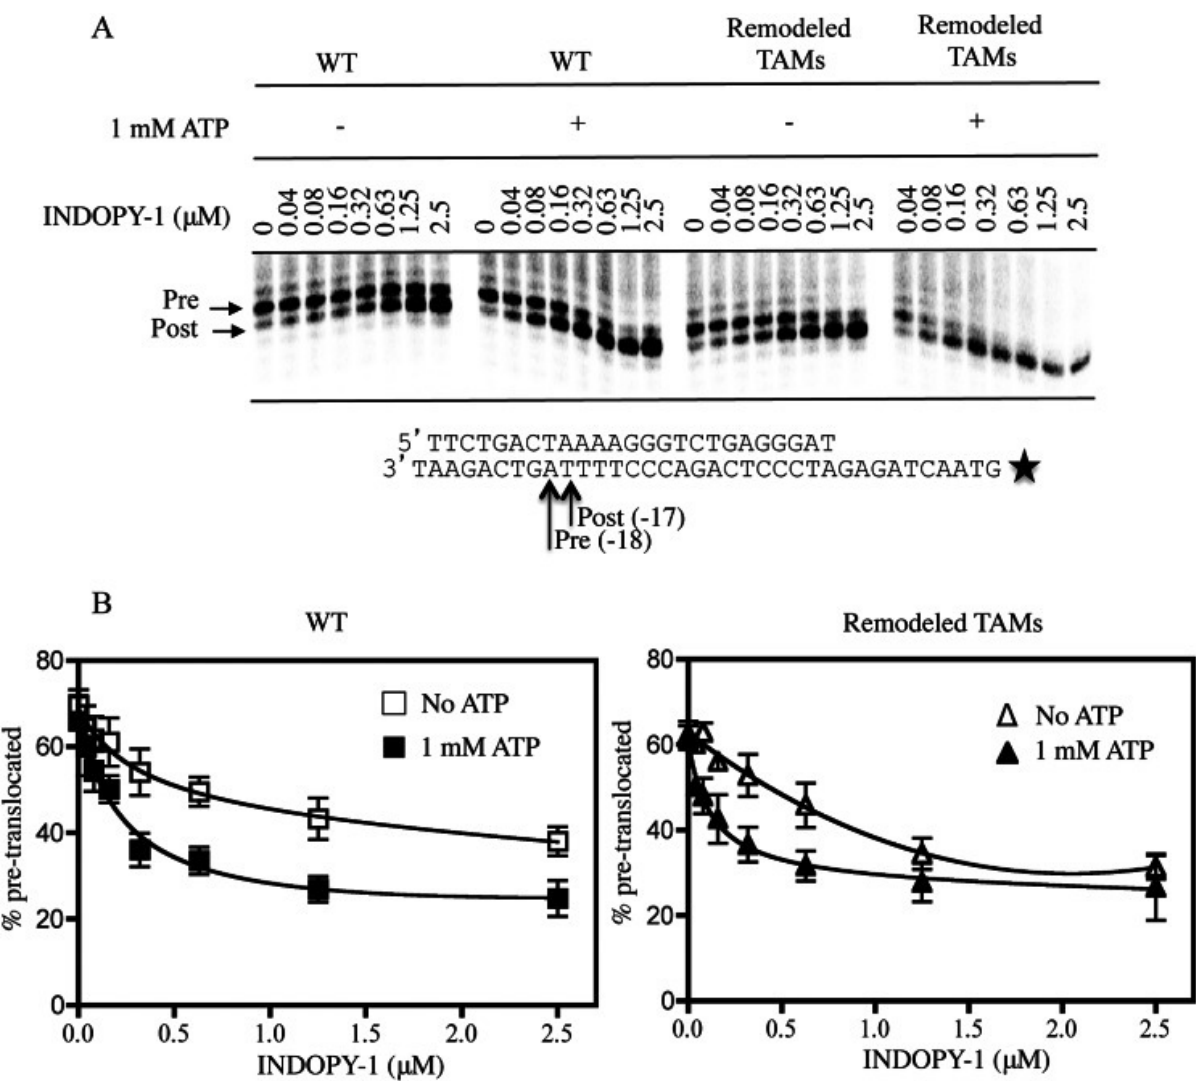 A
WT WT Remodeled TAMs Remodeled TAMs
1 mM ATP - + - +
INDOPY-1 (μM) 0 0.04 0.08 0.16 0.32 0.63 1.25 2.5 0 0.04 0.08 0.16 0.32 0.63 1.25 2.5 0 0.04 0.08 0.16 0.32 0.63 1.25 2.5 0.04 0.08 0.16 0.32 0.63 1.25 2.5
Pre
Post
5' TTCTGACTAAAAGGGTCTGAGGGAT
3' TAAGACTGATTTTCCCAGACTCCCTAGAGATCAATG
Post (-17)
Pre (-18)
B
WT
% pre-translocated
80
60
40
20
0
No ATP
1 mM ATP
0.0 0.5 1.0 1.5 2.0 2.5
INDOPY-1 (μM)
Remodeled TAMs
% pre-translocated
80
60
40
20
0
No ATP
1 mM ATP
0.0 0.5 1.0 1.5 2.0 2.5
INDOPY-1 (μM)